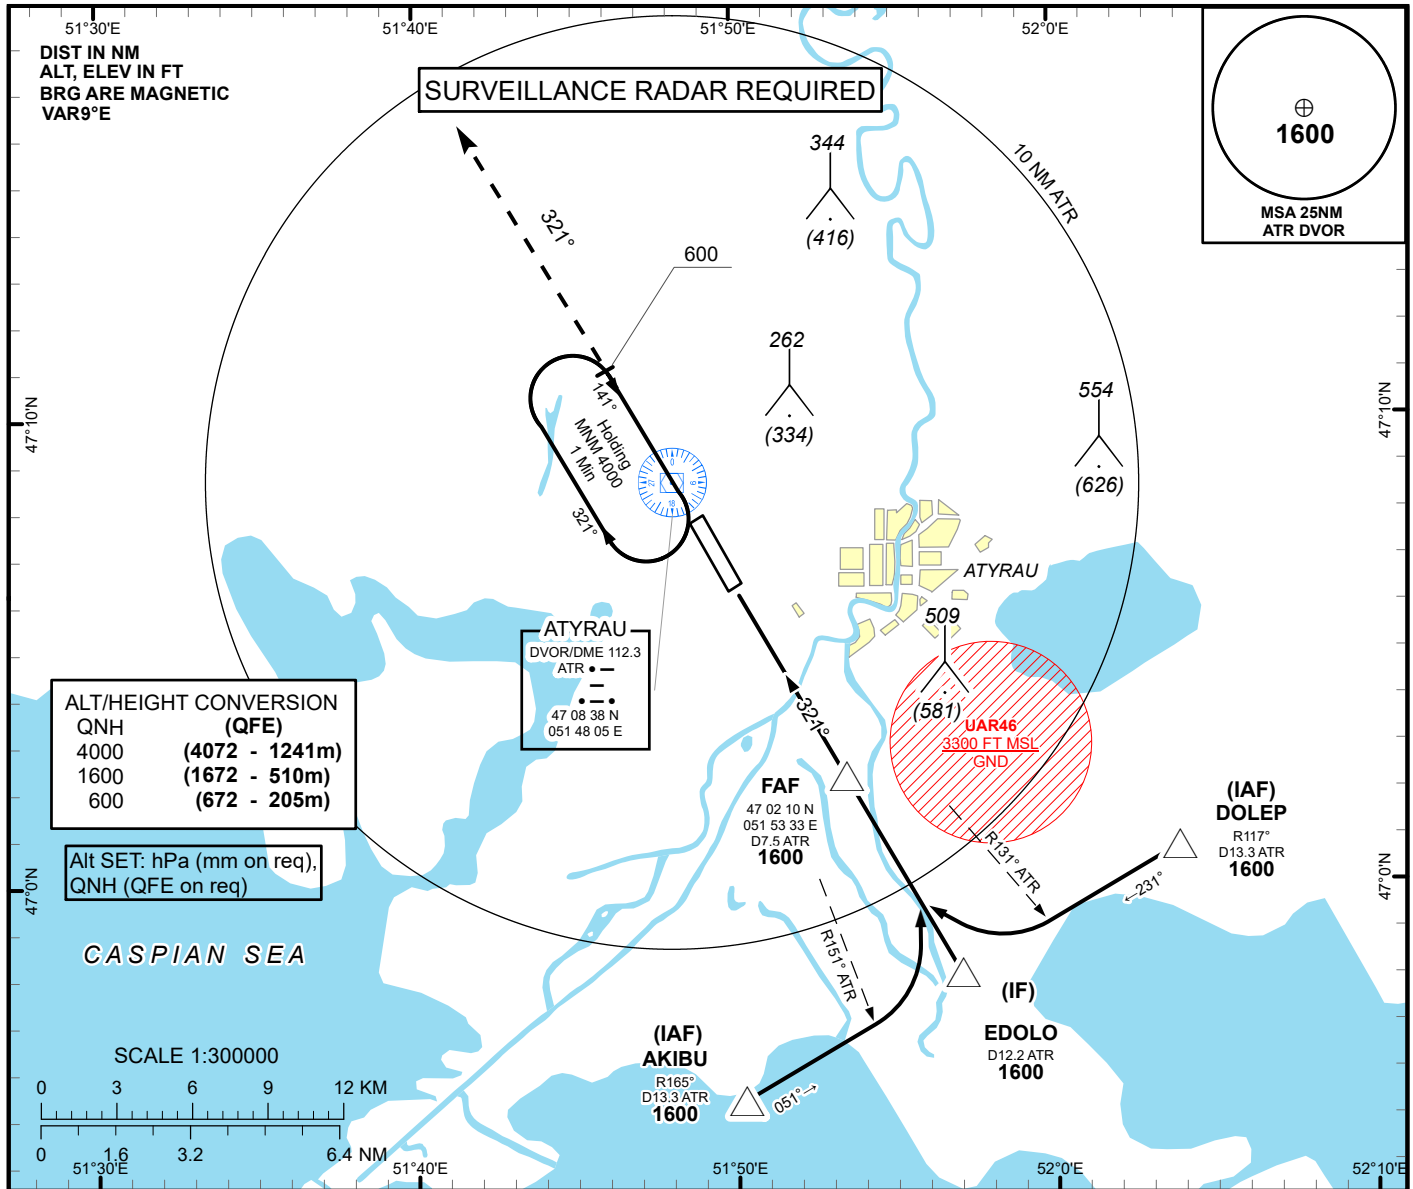 51°30'E
51°40'E
51°50'E
52°0'E
DIST IN NM
ALT, ELEV IN FT
BRG ARE MAGNETIC
VAR9°E
SURVEILLANCE RADAR REQUIRED
1600
MSA 25NM
ATR DVOR
10 NM ATR
344
(416)
321°
600
262
(334)
554
(626)
47°10'N
47°10'N
141°
Holding
MNM 4000
1 Min
321°
0
9
18
27
ATYRAU
509
(581)
ATYRAU
DVOR/DME 112.3
ATR
47 08 38 N
051 48 05 E
ALT/HEIGHT CONVERSION
QNH (QFE)
4000 (4072 - 1241m)
1600 (1672 - 510m)
600 (672 - 205m)
321°
UAR46
3300 FT MSL
GND
FAF
47 02 10 N
051 53 33 E
D7.5 ATR
1600
(IAF)
DOLEP
R117°
D13.3 ATR
1600
R131° ATR
←231°
Alt SET: hPa (mm on req),
QNH (QFE on req)
47°0'N
47°0'N
CASPIAN SEA
R151° ATR
(IF)
EDOLO
D12.2 ATR
1600
(IAF)
AKIBU
R165°
D13.3 ATR
1600
051°→
SCALE 1:300000
0 3 6 9 12 KM
0 1.6 3.2 6.4 NM
51°30'E
51°40'E
51°50'E
52°0'E
52°10'E